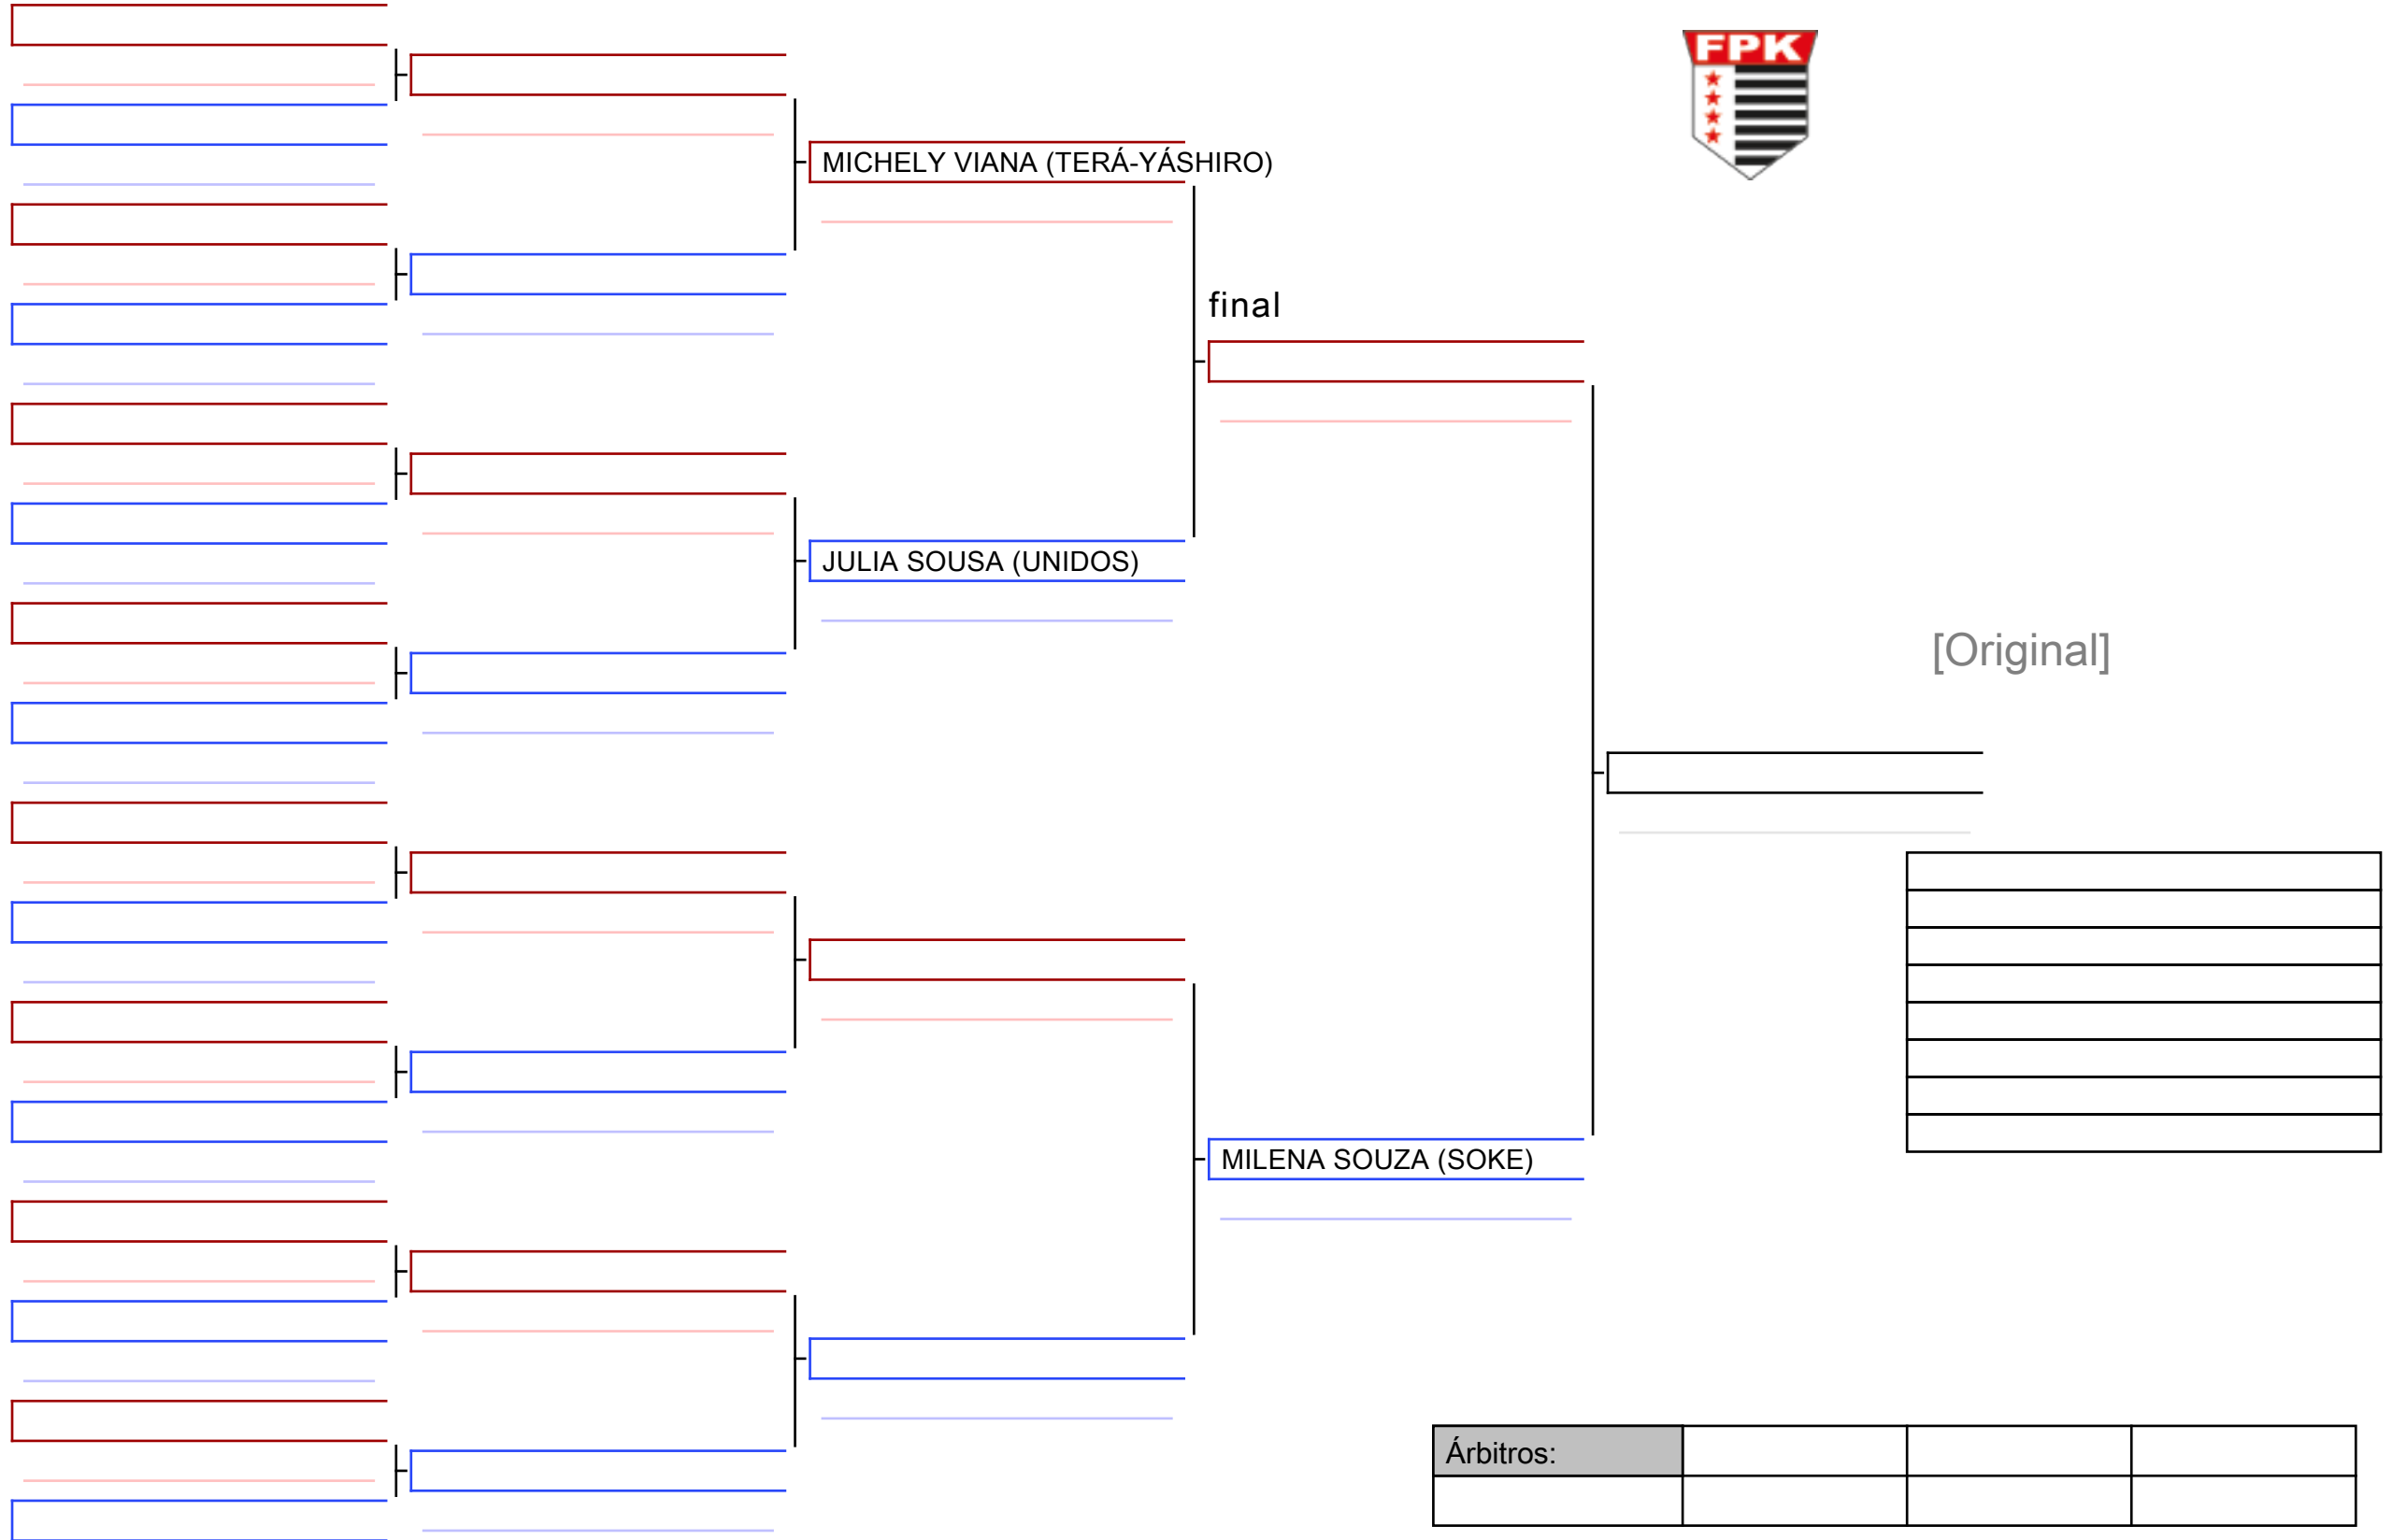 FPK
MICHELY VIANA (TERÁ-YÁSHIRO)
final
JULIA SOUSA (UNIDOS)
[Original]
MILENA SOUZA (SOKE)
Árbitros: